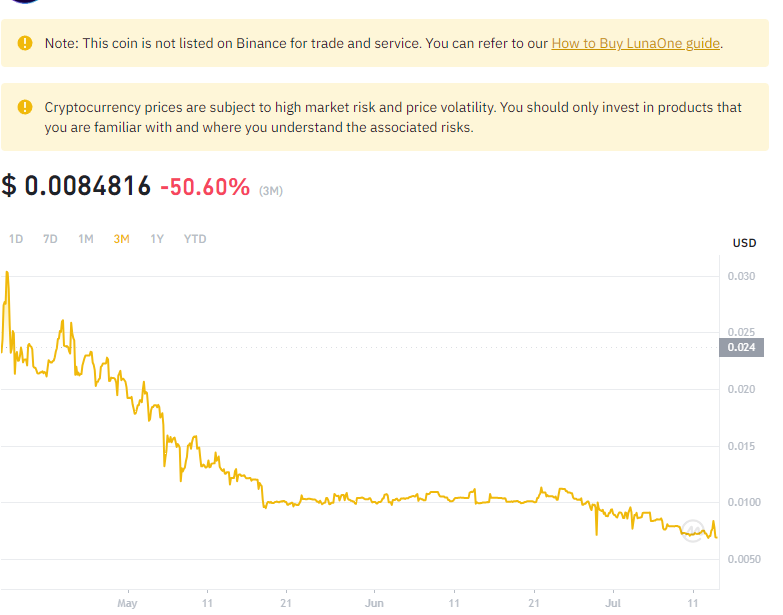 Note: This coin is not listed on Binance for trade and service. You can refer to our How to Buy LunaOne guide.
Cryptocurrency prices are subject to high market risk and price volatility. You should only invest in products that
you are familiar with and where you understand the associated risks.
$ 0.0084816 -50.60% (3M)
1D 7D 1M 3M 1Y YTD
USD
0.030
0.025
0.024
0.020
0.015
0.0100
0.0050
May 11 21 Jun 11 21 Jul 11